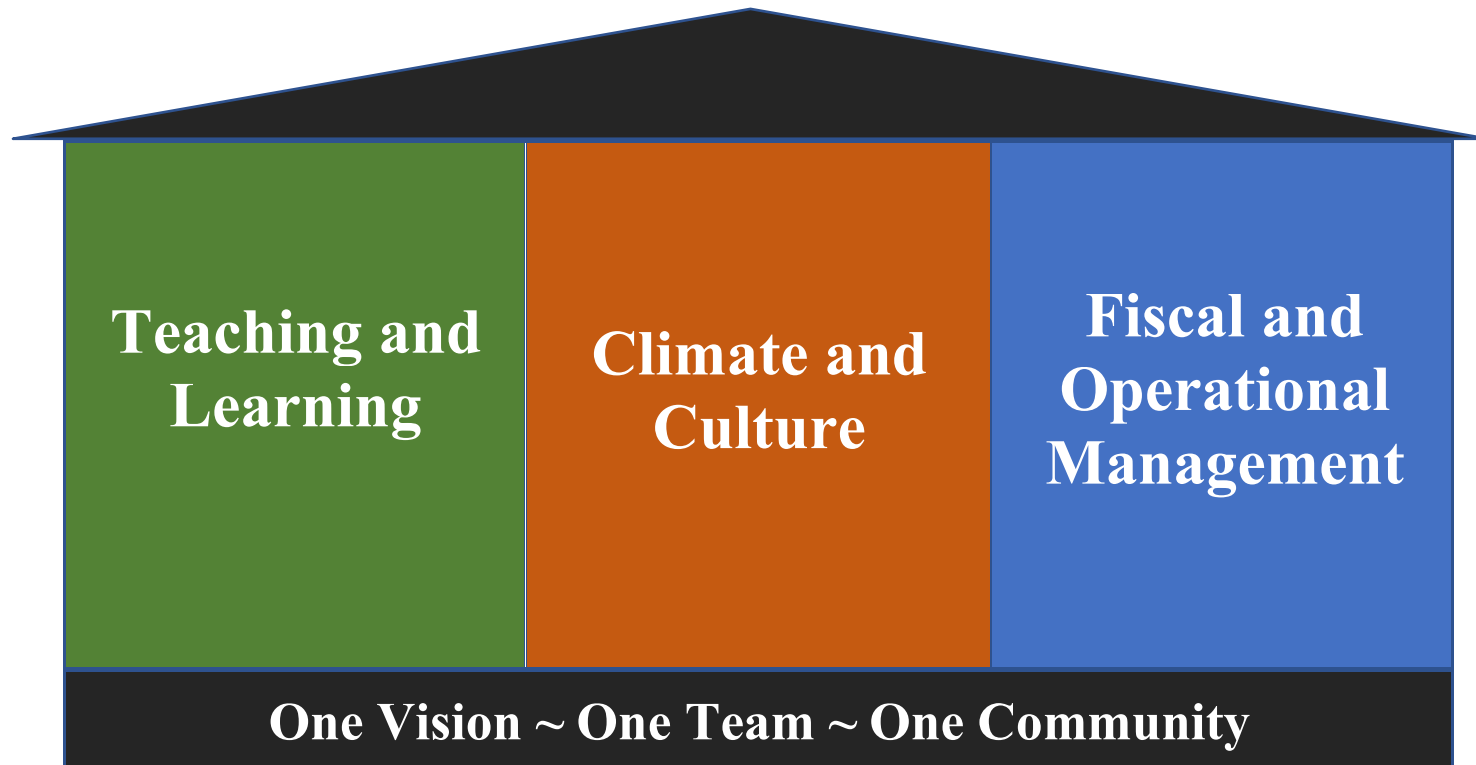 Teaching and
Learning
Climate and
Culture
Fiscal and
Operational
Management
One Vision ~ One Team ~ One Community